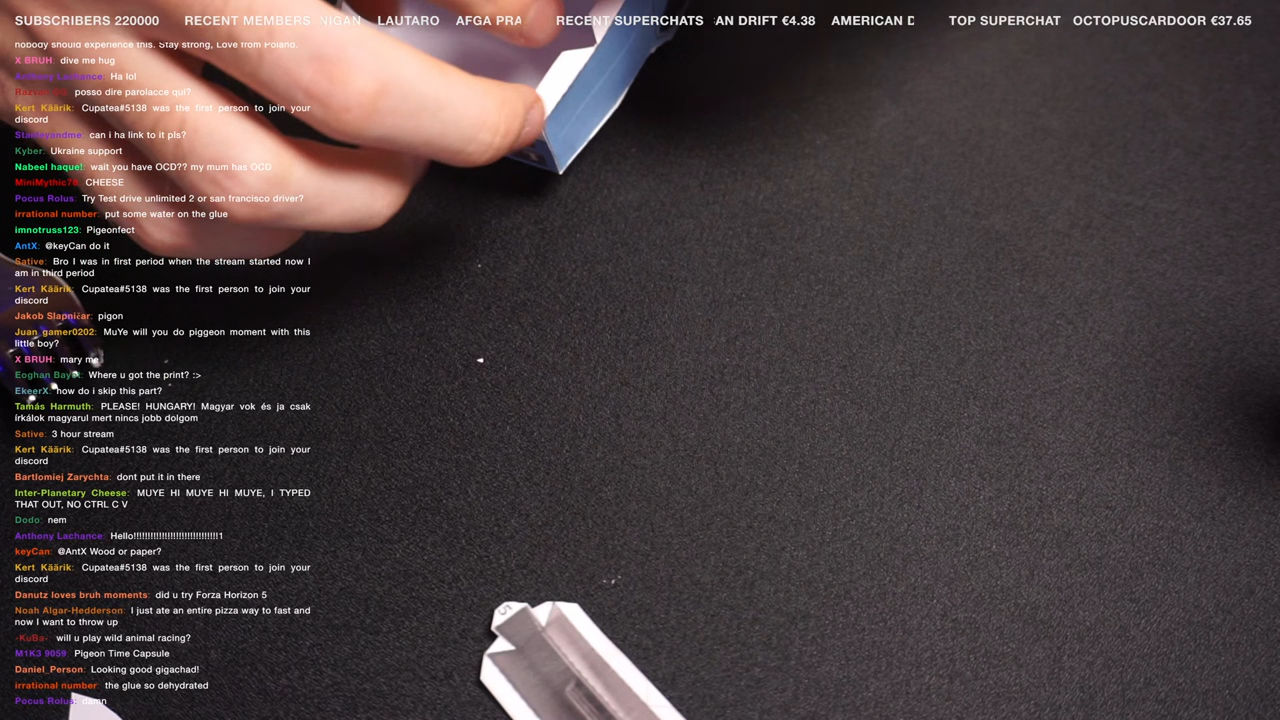 SUBSCRIBERS 220000 RECENT MEMBERS NIGAN LAUTARO AFGA PRA RECENT SUPERCHATS AN DRIFT €4.38 AMERICAN D TOP SUPERCHAT OCTOPUSCARDOOR €37.65
nobody should experience this. Stay strong, Love from Poland.
X BRUH: dive me hug
Anthony Lachance: Ha lol
posso dire parolacce qui?
Kert Käärik: Cupatea#5138 was the first person to join your
discord
Stanleyandme: can i ha link to it pls?
Kyber: Ukraine support
Nabeel haque!: wait you have OCD?? my mum has OCD
MiniMythic78: CHEESE
Pocus Rolus: Try Test drive unlimited 2 or san francisco driver?
irrational number: put some water on the glue
imnotruss123: Pigeonfect
AntX: @keyCan do it
Sative: Bro I was in first period when the stream started now I
am in third period
Kert Käärik: Cupatea#5138 was the first person to join your
discord
Jakob Slapničar: pigon
Juan gamer0202: MuYe will you do piggeon moment with this
little boy?
X BRUH: mary me
Eoghan Where u got the print? :>
EkeerX: how do i skip this part?
Tamás Harmuth: PLEASE! HUNGARY! Magyar vok és ja csak
írkálok magyarul mert nincs jobb dolgom
Sative: 3 hour stream
Kert Käärik: Cupatea#5138 was the first person to join your
discord
Bartlomiej Zarychta: dont put it in there
Inter-Planetary Cheese: MUYE HI MUYE HI MUYE, I TYPED
THAT OUT, NO CTRL C V
Dodo: nem
Anthony Lachance: Hello!!!!!!!!!!!!!!!!!!!!!!!!!!!!!!1
keyCan: @AntX Wood or paper?
Kert Käärik: Cupatea#5138 was the first person to join your
discord
Danutz loves bruh moments: did u try Forza Horizon 5
Noah Algar-Hedderson: I just ate an entire pizza way to fast and
now I want to throw up
-KuBa-: will u play wild animal racing?
M1K3 9059: Pigeon Time Capsule
Daniel_Person: Looking good gigachad!
irrational number: the glue so dehydrated
Pocus Rolus: damn
5